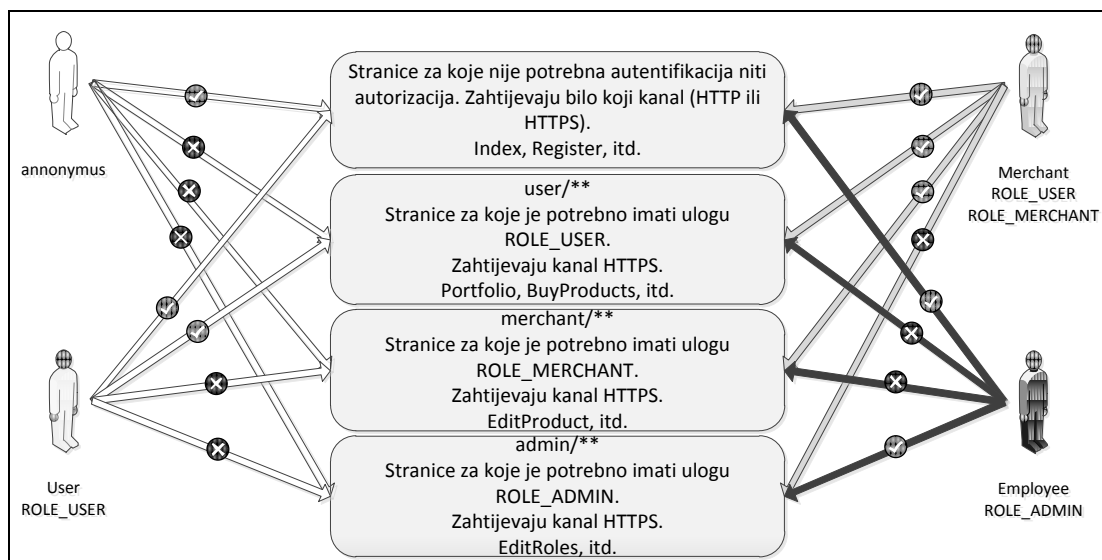 annonymus
User
ROLE_USER
Stranice za koje nije potrebna autentifikacija niti
autorizacija. Zahtijevaju bilo koji kanal (HTTP ili
HTTPS).
Index, Register, itd.
user/**
Stranice za koje je potrebno imati ulogu
ROLE_USER.
Zahtijevaju kanal HTTPS.
Portfolio, BuyProducts, itd.
merchant/**
Stranice za koje je potrebno imati ulogu
ROLE_MERCHANT.
Zahtijevaju kanal HTTPS.
EditProduct, itd.
admin/**
Stranice za koje je potrebno imati ulogu
ROLE_ADMIN.
Zahtijevaju kanal HTTPS.
EditRoles, itd.
Merchant
ROLE_USER
ROLE_MERCHANT
Employee
ROLE_ADMIN